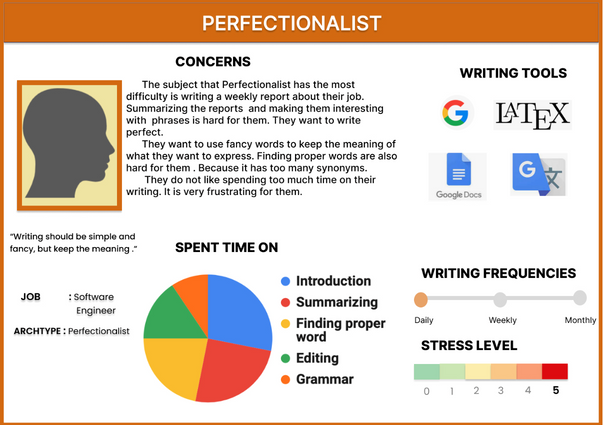 PERFECTIONALIST
CONCERNS
The subject that Perfectionalist has the most
difficulty is writing a weekly report about their job.
Summarizing the reports and making them interesting
with phrases is hard for them. They want to write
perfect.
They want to use fancy words to keep the meaning of
what they want to express. Finding proper words are also
hard for them . Because it has too many synonyms.
They do not like spending too much time on their
writing. It is very frustrating for them.
WRITING TOOLS
G
LATEX
Google Docs
G 文
"Writing should be simple and
fancy, but keep the meaning ."
JOB : Software
Engineer
ARCHTYPE : Perfectionalist
SPENT TIME ON
Introduction
Summarizing
Finding proper
word
Editing
Grammar
WRITING FREQUENCIES
Daily Weekly Monthly
STRESS LEVEL
0 1 2 3 4 5